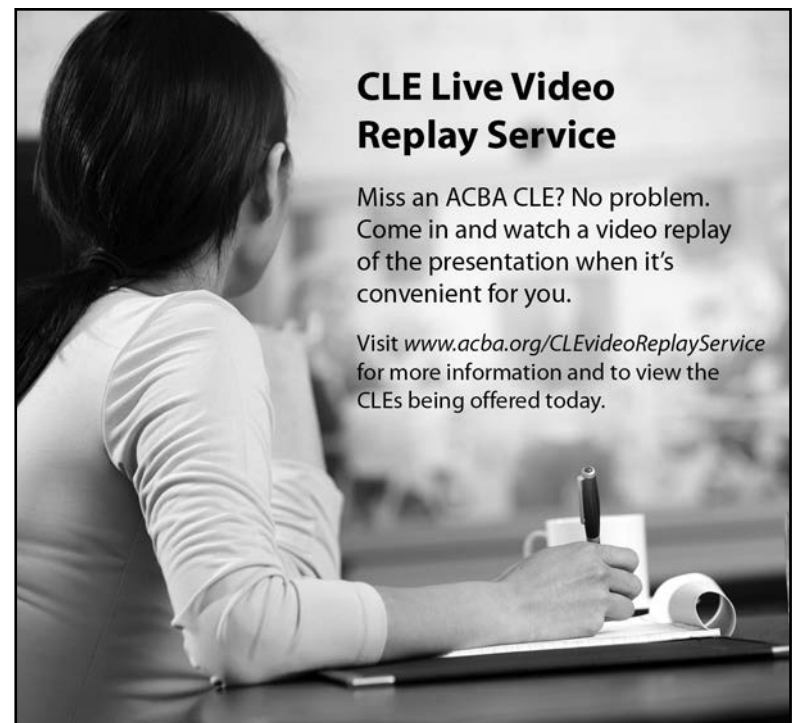 CLE Live Video
Replay Service
Miss an ACBA CLE? No problem.
Come in and watch a video replay
of the presentation when it's
convenient for you.
Visit www.acba.org/CLEvideoReplayService
for more information and to view the
CLEs being offered today.